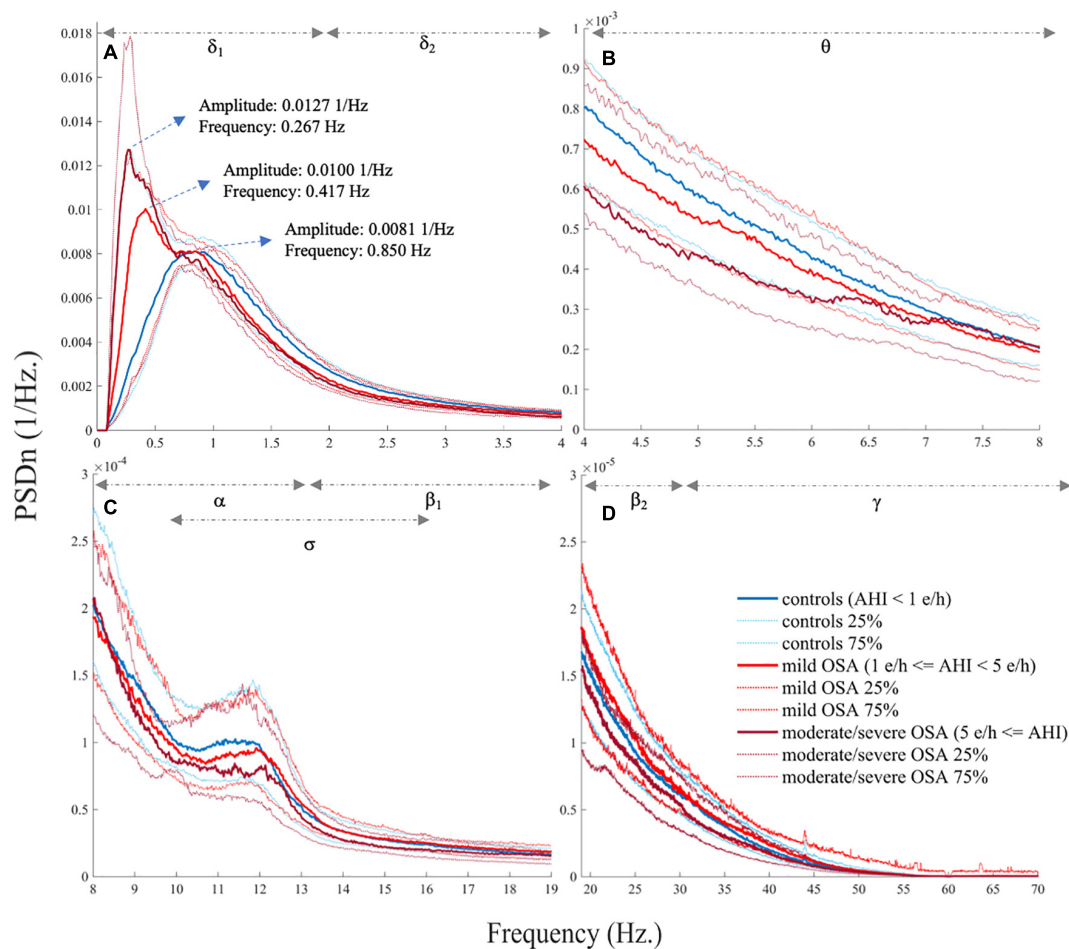 PSDn (1/Hz.)
0.018
0.016
0.014
0.012
0.01
0.008
0.006
0.004
0.002
0
A
δ1
δ2
Amplitude: 0.0127 1/Hz
Frequency: 0.267 Hz
Amplitude: 0.0100 1/Hz
Frequency: 0.417 Hz
Amplitude: 0.0081 1/Hz
Frequency: 0.850 Hz
0 0.5 1 1.5 2 2.5 3 3.5 4
×10-3
1
0.9
0.8
0.7
0.6
0.5
0.4
0.3
0.2
0.1
0
B
θ
4 4.5 5 5.5 6 6.5 7 7.5 8
×10-4
3
2.5
2
1.5
1
0.5
0
C
α
β1
σ
8 9 10 11 12 13 14 15 16 17 18 19
×10-5
3
2.5
2
1.5
1
0.5
0
β2
D
γ
controls (AHI < 1 e/h)
controls 25%
controls 75%
mild OSA (1 e/h <= AHI < 5 e/h)
mild OSA 25%
mild OSA 75%
moderate/severe OSA (5 e/h <= AHI)
moderate/severe OSA 25%
moderate/severe OSA 75%
20 25 30 35 40 45 50 55 60 65 70
Frequency (Hz.)